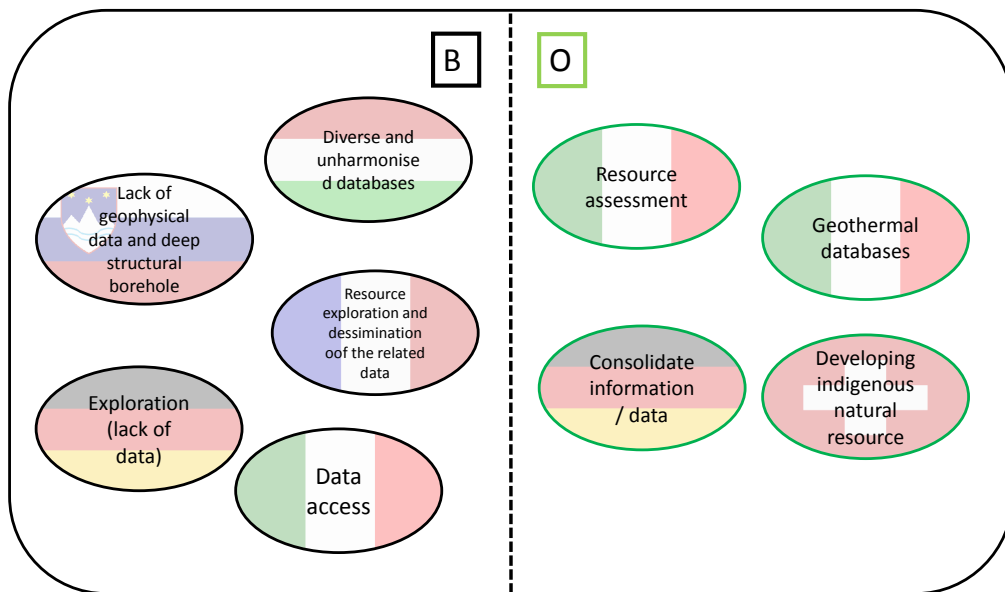 B
Diverse and
unharmonise
d databases
Lack of
geophysical
data and deep
structural
borehole
Resource
exploration and
dessimination
oof the related
data
Exploration
(lack of
data)
Data
access
O
Resource
assessment
Geothermal
databases
Consolidate
information
/ data
Developing
indigenous
natural
resource